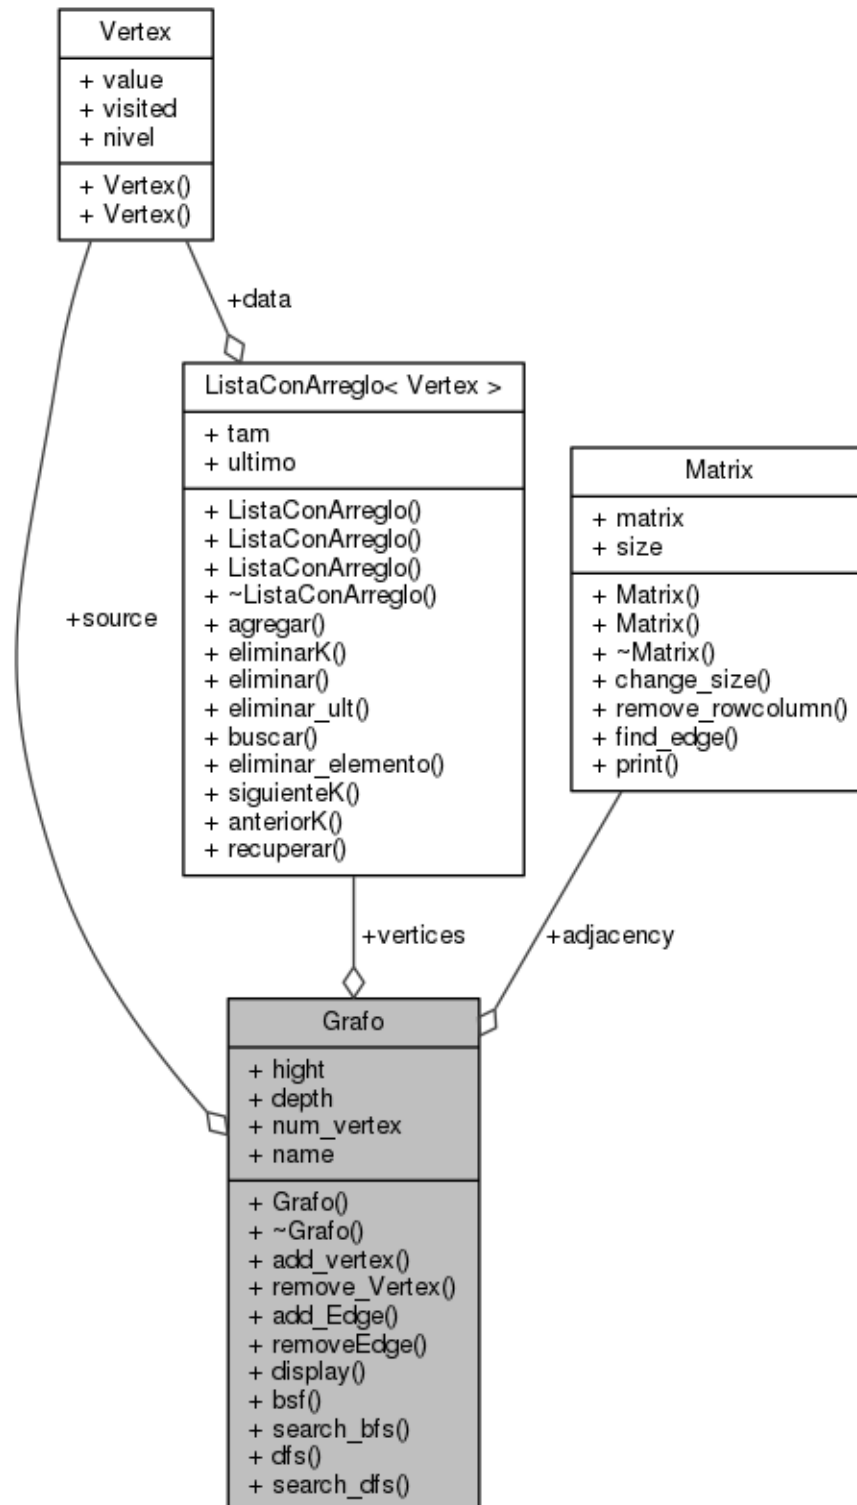 Vertex
+ value
+ visited
+ nivel
+ Vertex()
+ Vertex()
+data
ListaConArreglo< Vertex >
+ tam
+ ultimo
+ ListaConArreglo()
+ ListaConArreglo()
+ ListaConArreglo()
+ ~ListaConArreglo()
+ agregar()
+ eliminarK()
+ eliminar()
+ eliminar_ult()
+ buscar()
+ eliminar_elemento()
+ siguienteK()
+ anteriorK()
+ recuperar()
Matrix
+ matrix
+ size
+ Matrix()
+ Matrix()
+ ~Matrix()
+ change_size()
+ remove_rowcolumn()
+ find_edge()
+ print()
+source
+vertices
+adjacency
Grafo
+ hight
+ depth
+ num_vertex
+ name
+ Grafo()
+ ~Grafo()
+ add_vertex()
+ remove_Vertex()
+ add_Edge()
+ removeEdge()
+ display()
+ bsf()
+ search_bfs()
+ dfs()
+ search_dfs()